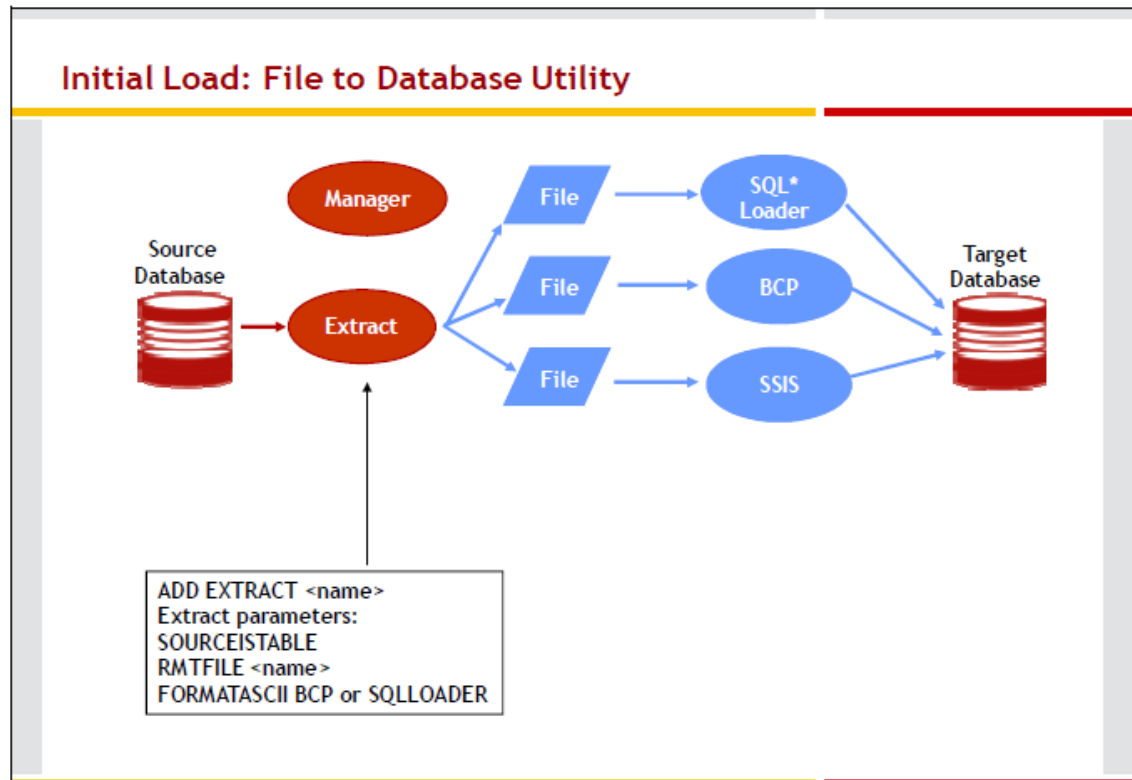 Initial Load: File to Database Utility
Manager
File
SQL*
Loader
Source
Database
Target
Database
File
BCP
Extract
File
SSIS
ADD EXTRACT <name>
Extract parameters:
SOURCEISTABLE
RMTFILE <name>
FORMATASCII BCP or SQLLOADER